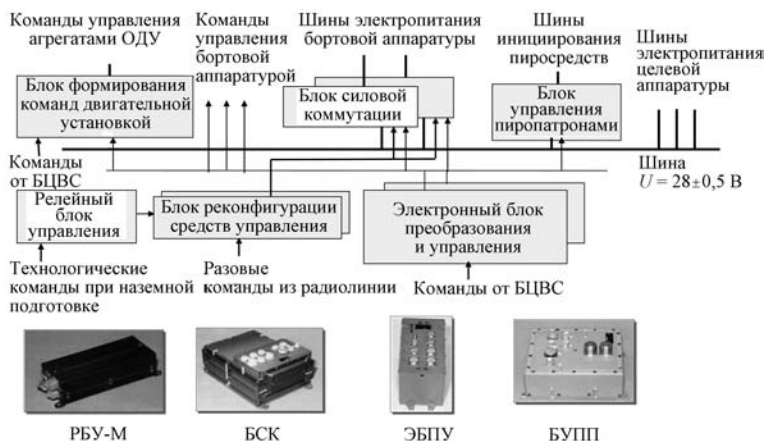 Команды управления
агрегатами ОДУ
Команды
управления
бортовой
аппаратурой
Шины электропитания
бортовой аппаратуры
Шины
инициирования
пиросредств
Шины
электропитания
целевой
аппаратуры
Блок формирования
команд двигательной
установкой
Блок силовой
коммутации
Блок
управления
пиропатронами
Команды
от БЦВС
Шина
U = 28±0,5 В
Релейный
блок
управления
Блок реконфигурации
средств управления
Электронный блок
преобразования
и управления
Технологические
команды при наземной
подготовке
Разовые
команды из радиолинии
Команды от БЦВС
РБУ-М
БСК
ЭБПУ
БУПП